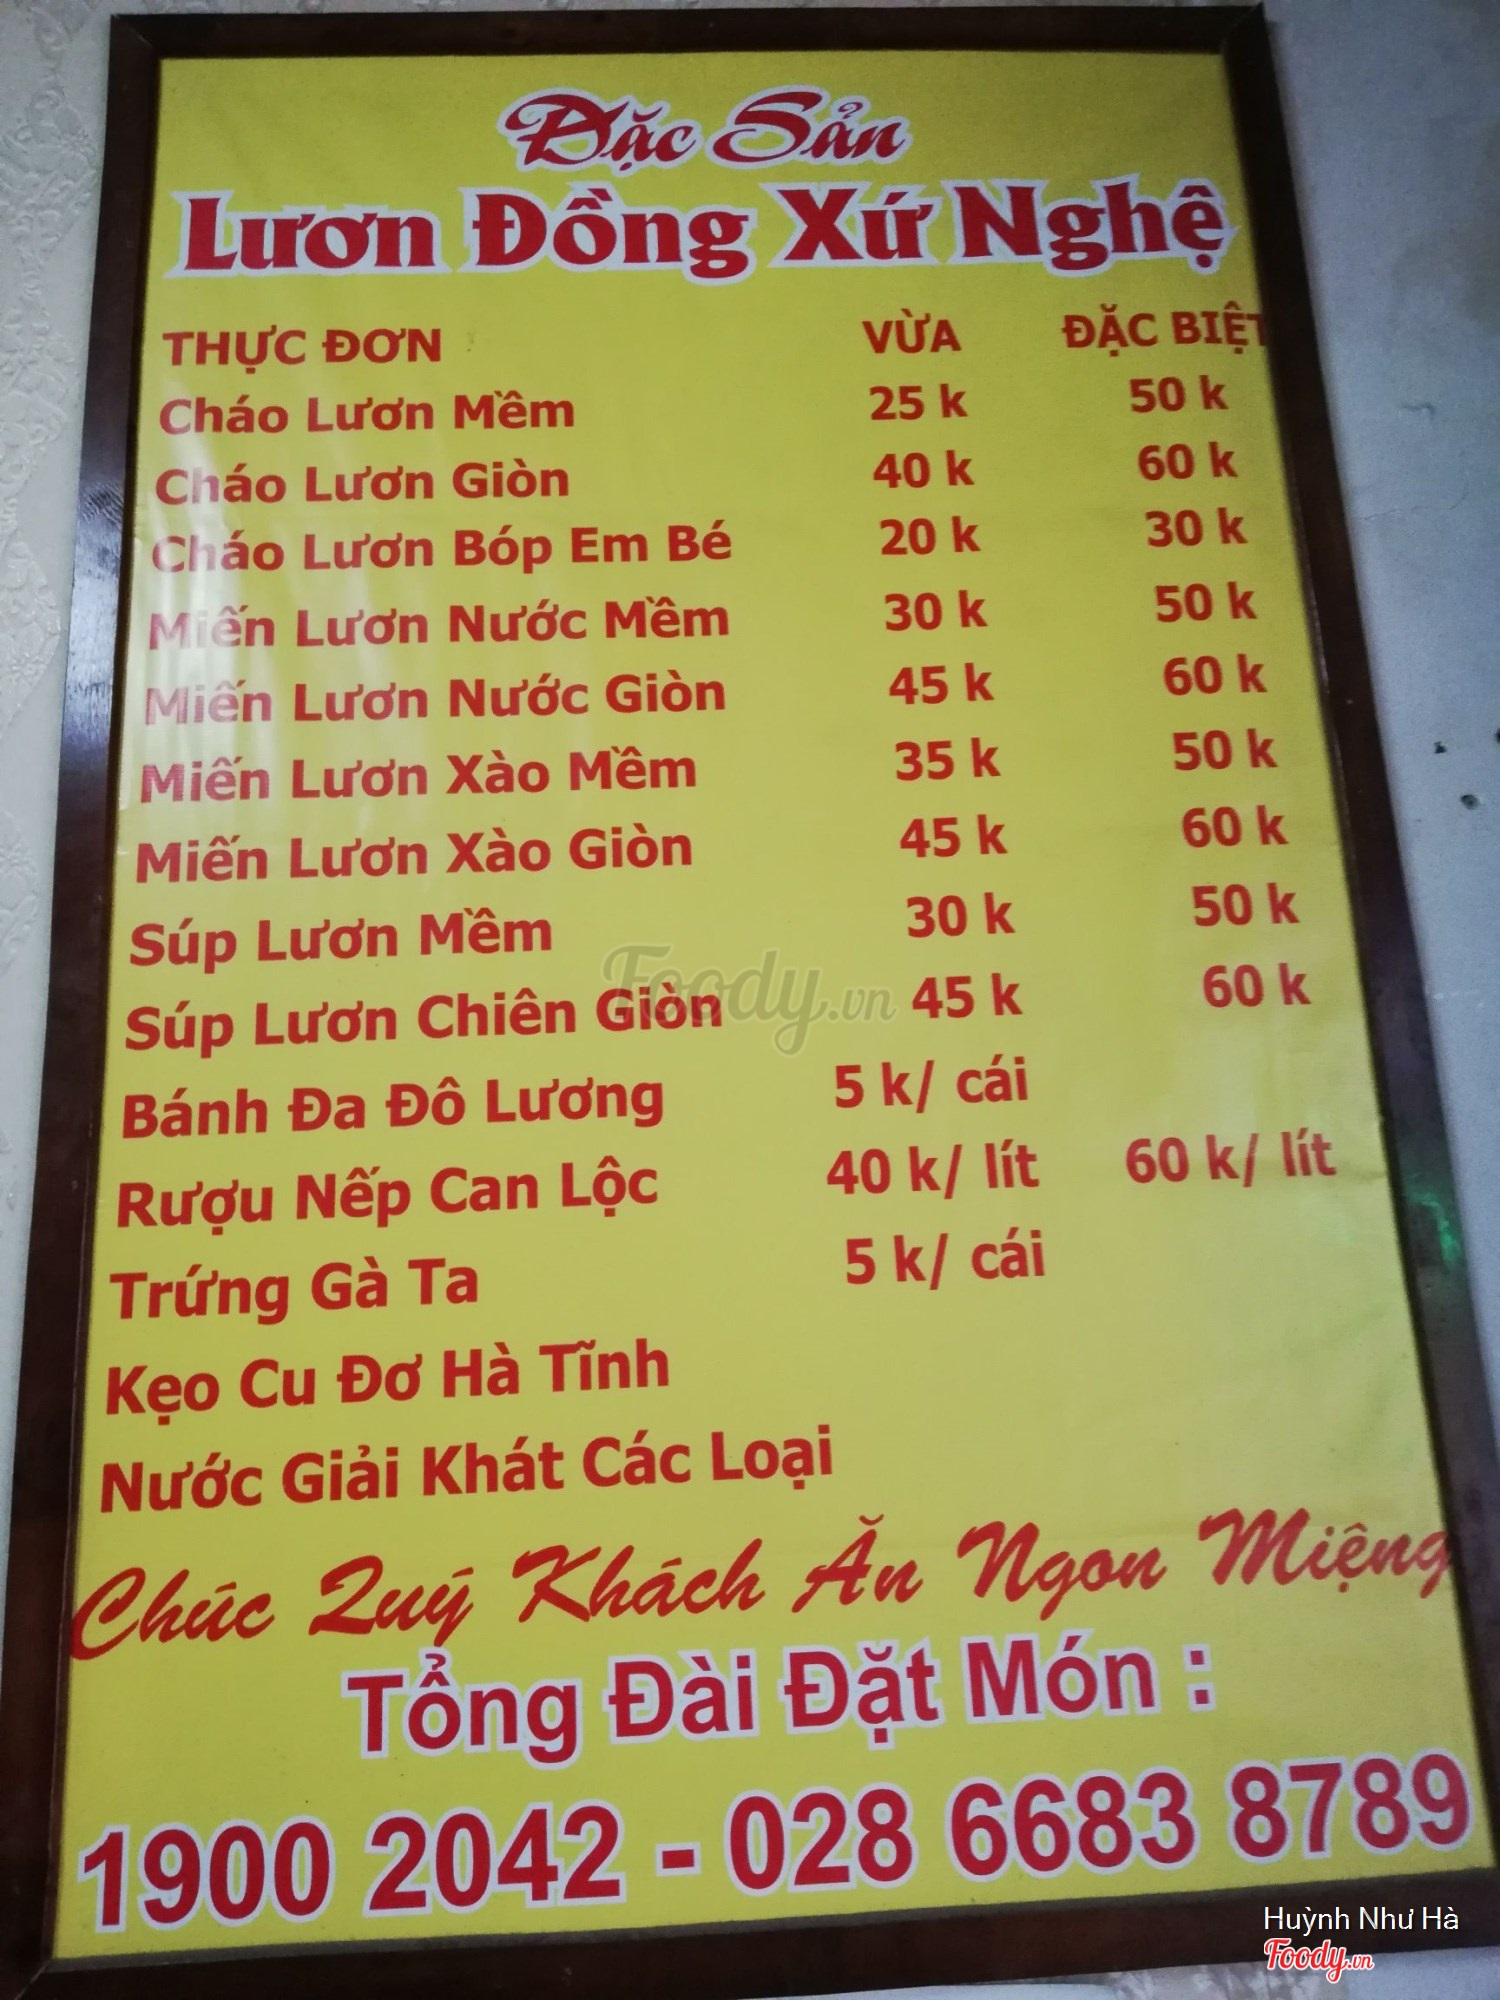 Đặc Sản
Lươn Đồng Xứ Nghệ
THỰC ĐƠN VỪA ĐẶC BIỆT
Cháo Lươn Mềm 25 k 50 k
Cháo Lươn Giòn 40 k 60 k
Cháo Lươn Bóp Em Bé 20 k 30 k
Miến Lươn Nước Mềm 30 k 50 k
Miến Lươn Nước Giòn 45 k 60 k
Miến Lươn Xào Mềm 35 k 50 k
Miến Lươn Xào Giòn 45 k 60 k
Súp Lươn Mềm 30 k 50 k
Súp Lươn Chiên Giòn 45 k 60 k
Foody.vn
Bánh Đa Đô Lương 5 k/ cái
Rượu Nếp Can Lộc 40 k/ lít 60 k/ lít
Trứng Gà Ta 5 k/ cái
Kẹo Cu Đơ Hà Tĩnh
Nước Giải Khát Các Loại
Chúc Quý Khách Ăn Ngon Miệng
Tổng Đài Đặt Món :
1900 2042 - 028 6683 8789
Huỳnh Như Hà
Foody.vn